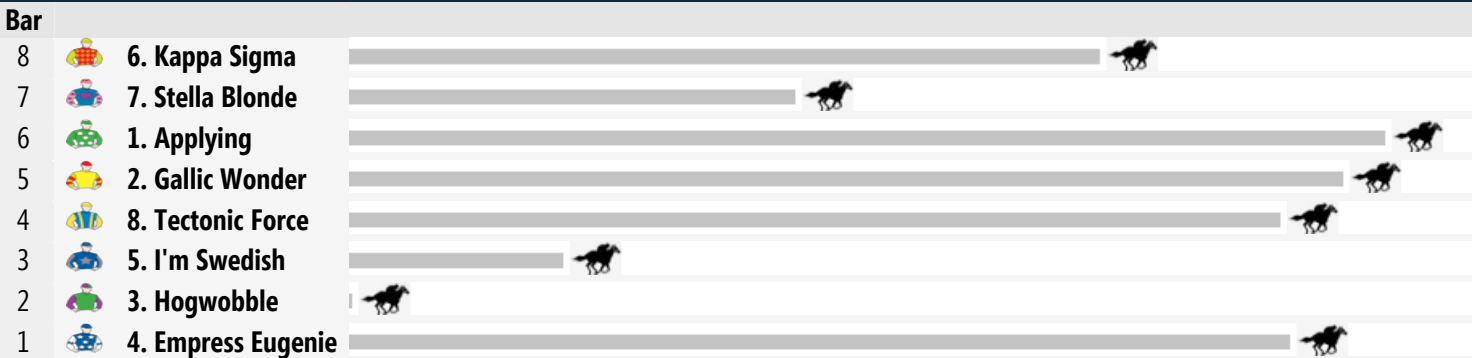 Bar
8 6. Kappa Sigma
7 7. Stella Blonde
6 1. Applying
5 2. Gallic Wonder
4 8. Tectonic Force
3 5. I'm Swedish
2 3. Hogwobble
1 4. Empress Eugenie